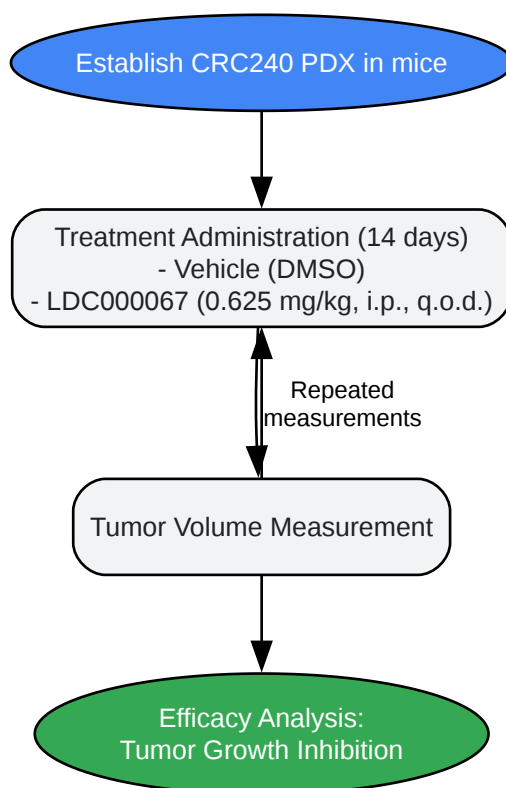 Establish CRC240 PDX in mice
Treatment Administration (14 days)
- Vehicle (DMSO)
- LDC000067 (0.625 mg/kg, i.p., q.o.d.)
Repeated
measurements
Tumor Volume Measurement
Efficacy Analysis:
Tumor Growth Inhibition